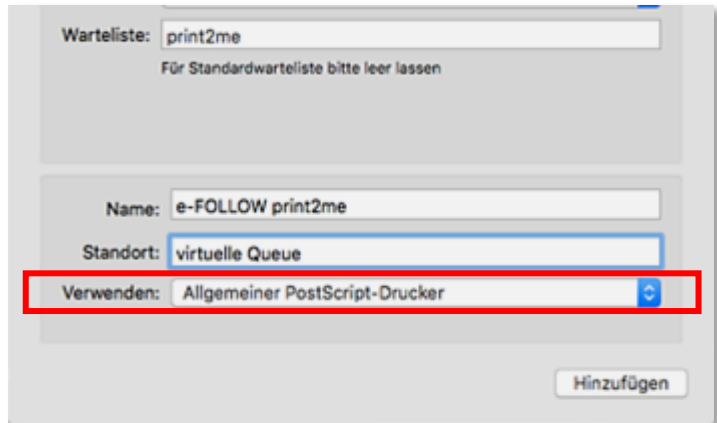 Warteliste: print2me
Für Standardwarteliste bitte leer lassen
Name: e-FOLLOW print2me
Standort: virtuelle Queue
Verwenden: Allgemeiner PostScript-Drucker
Hinzufügen